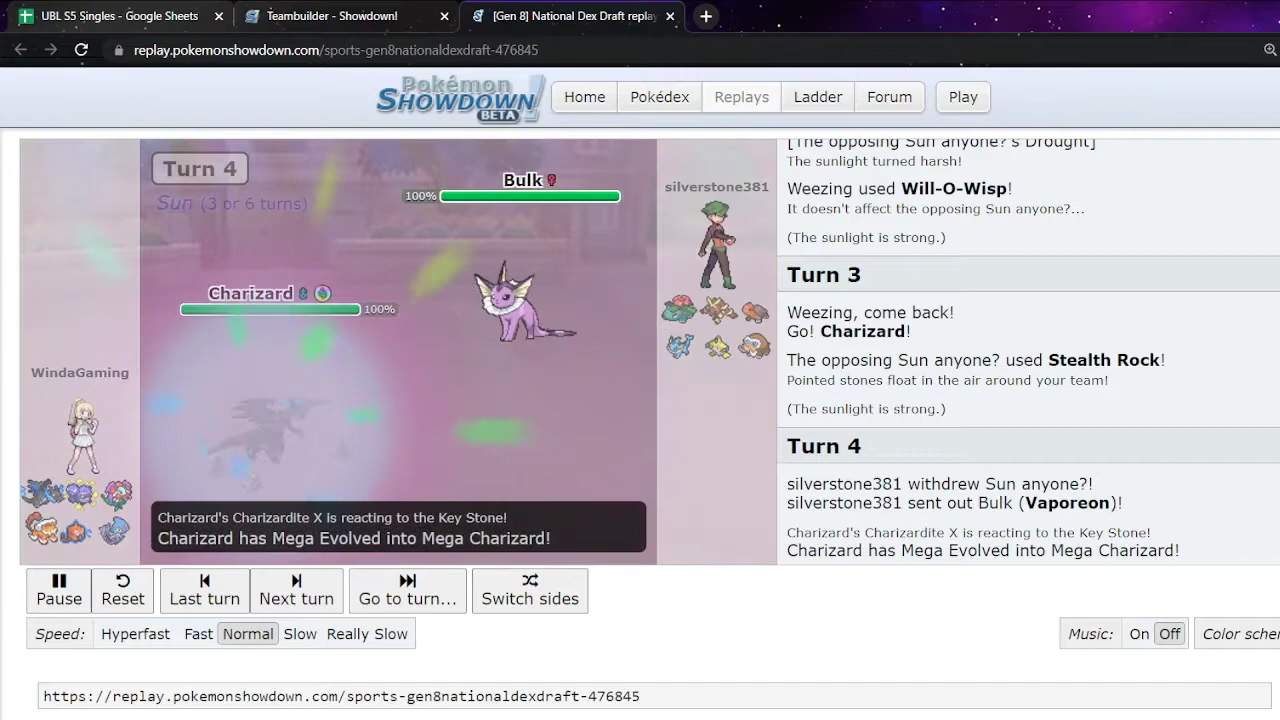 UBL S5 Singles - Google Sheets
Teambuilder - Showdown!
[Gen 8] National Dex Draft replay
replay.pokemonshowdown.com/sports-gen8nationaldexdraft-476845
Pokémon
SHOWDOWN!
BETA
Home
Pokédex
Replays
Ladder
Forum
Play
Turn 4
Sun (3 or 6 turns)
Bulk
100%
Charizard
100%
WindaGaming
silverstone381
Charizard's Charizardite X is reacting to the Key Stone!
Charizard has Mega Evolved into Mega Charizard!
[The opposing Sun anyone?'s Drought]
The sunlight turned harsh!
Weezing used Will-O-Wisp!
It doesn't affect the opposing Sun anyone?...
(The sunlight is strong.)
Turn 3
Weezing, come back!
Go! Charizard!
The opposing Sun anyone? used Stealth Rock!
Pointed stones float in the air around your team!
(The sunlight is strong.)
Turn 4
silverstone381 withdrew Sun anyone?!
silverstone381 sent out Bulk (Vaporeon)!
Charizard's Charizardite X is reacting to the Key Stone!
Charizard has Mega Evolved into Mega Charizard!
Pause
Reset
Last turn
Next turn
Go to turn...
Switch sides
Speed: Hyperfast Fast Normal Slow Really Slow
Music: On Off
Color scher
https://replay.pokemonshowdown.com/sports-gen8nationaldexdraft-476845